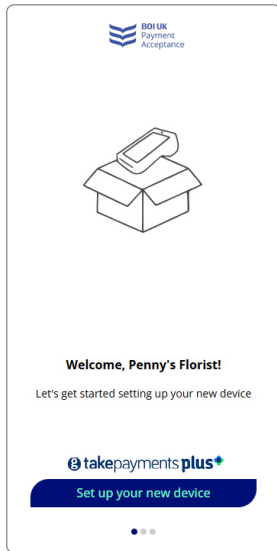 BOI UK
Payment
Acceptance
Welcome, Penny's Florist!
Let's get started setting up your new device
takepayments plus
Set up your new device